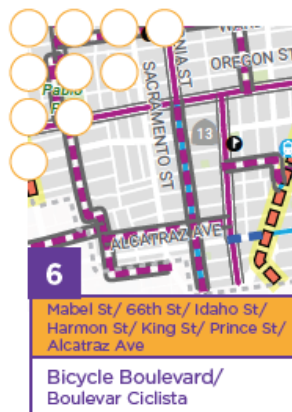 OREGON ST
SACRAMENTO ST
13
ALCATRAZ AVE
6
Mabel St/ 66th St/ Idaho St/
Harmon St/ King St/ Prince St/
Alcatraz Ave
Bicycle Boulevard/
Boulevar Ciclista